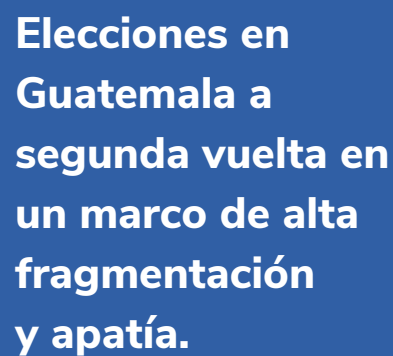 Elecciones en
Guatemala a
segunda vuelta en
un marco de alta
fragmentación
y apatía.